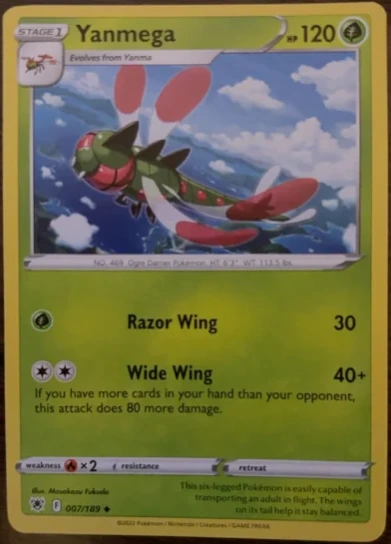 STAGE 1 Yanmega HP 120
Evolves from Yanma
NO. 469 Ogre Darner Pokémon HT: 6'3" WT: 113.5 lbs.
Razor Wing 30
Wide Wing 40+
If you have more cards in your hand than your opponent,
this attack does 80 more damage.
weakness ×2 resistance retreat
Illus. Masakazu Fukuda
F 007/189
This six-legged Pokémon is easily capable of
transporting an adult in flight. The wings
on its tail help it stay balanced.
©2022 Pokémon / Nintendo / Creatures / GAME FREAK